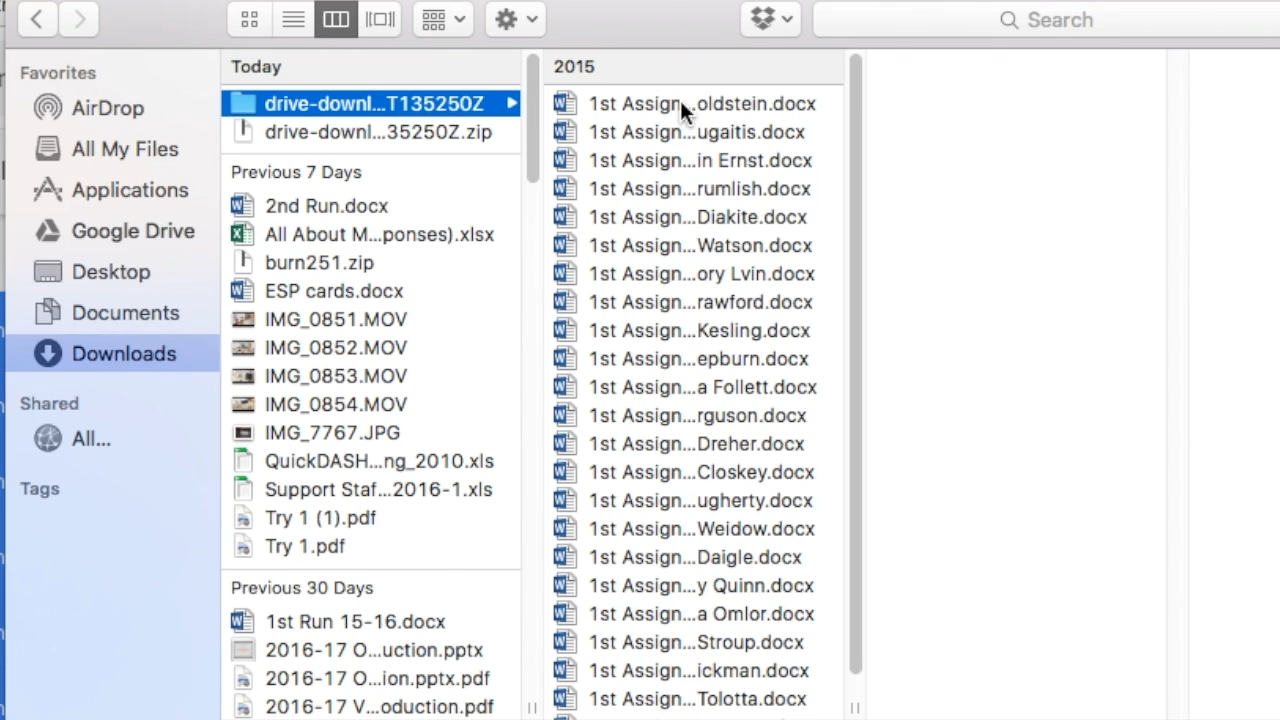 Search
Favorites
AirDrop
All My Files
Applications
Google Drive
Desktop
Documents
Downloads
Shared
All...
Tags
Today
drive-downl...T135250Z
drive-downl...35250Z.zip
Previous 7 Days
2nd Run.docx
All About M...ponses).xlsx
burn251.zip
ESP cards.docx
IMG_0851.MOV
IMG_0852.MOV
IMG_0853.MOV
IMG_0854.MOV
IMG_7767.JPG
QuickDASH...ng_2010.xls
Support Staf...2016-1.xls
Try 1 (1).pdf
Try 1.pdf
Previous 30 Days
1st Run 15-16.docx
2016-17 O...uction.pptx
2016-17 O...ion.pptx.pdf
2016-17 V...oduction.pdf
2015
1st Assign...oldstein.docx
1st Assign...ugaitis.docx
1st Assign...in Ernst.docx
1st Assign...rumlish.docx
1st Assign...Diakite.docx
1st Assign...Watson.docx
1st Assign...ory Lvin.docx
1st Assign...rawford.docx
1st Assign...Kesling.docx
1st Assign...epburn.docx
1st Assign...a Follett.docx
1st Assign...rguson.docx
1st Assign...Dreher.docx
1st Assign...Closkey.docx
1st Assign...ugherty.docx
1st Assign...Weidow.docx
1st Assign...Daigle.docx
1st Assign...y Quinn.docx
1st Assign...a Omlor.docx
1st Assign...Stroup.docx
1st Assign...ickman.docx
1st Assign...Tolotta.docx